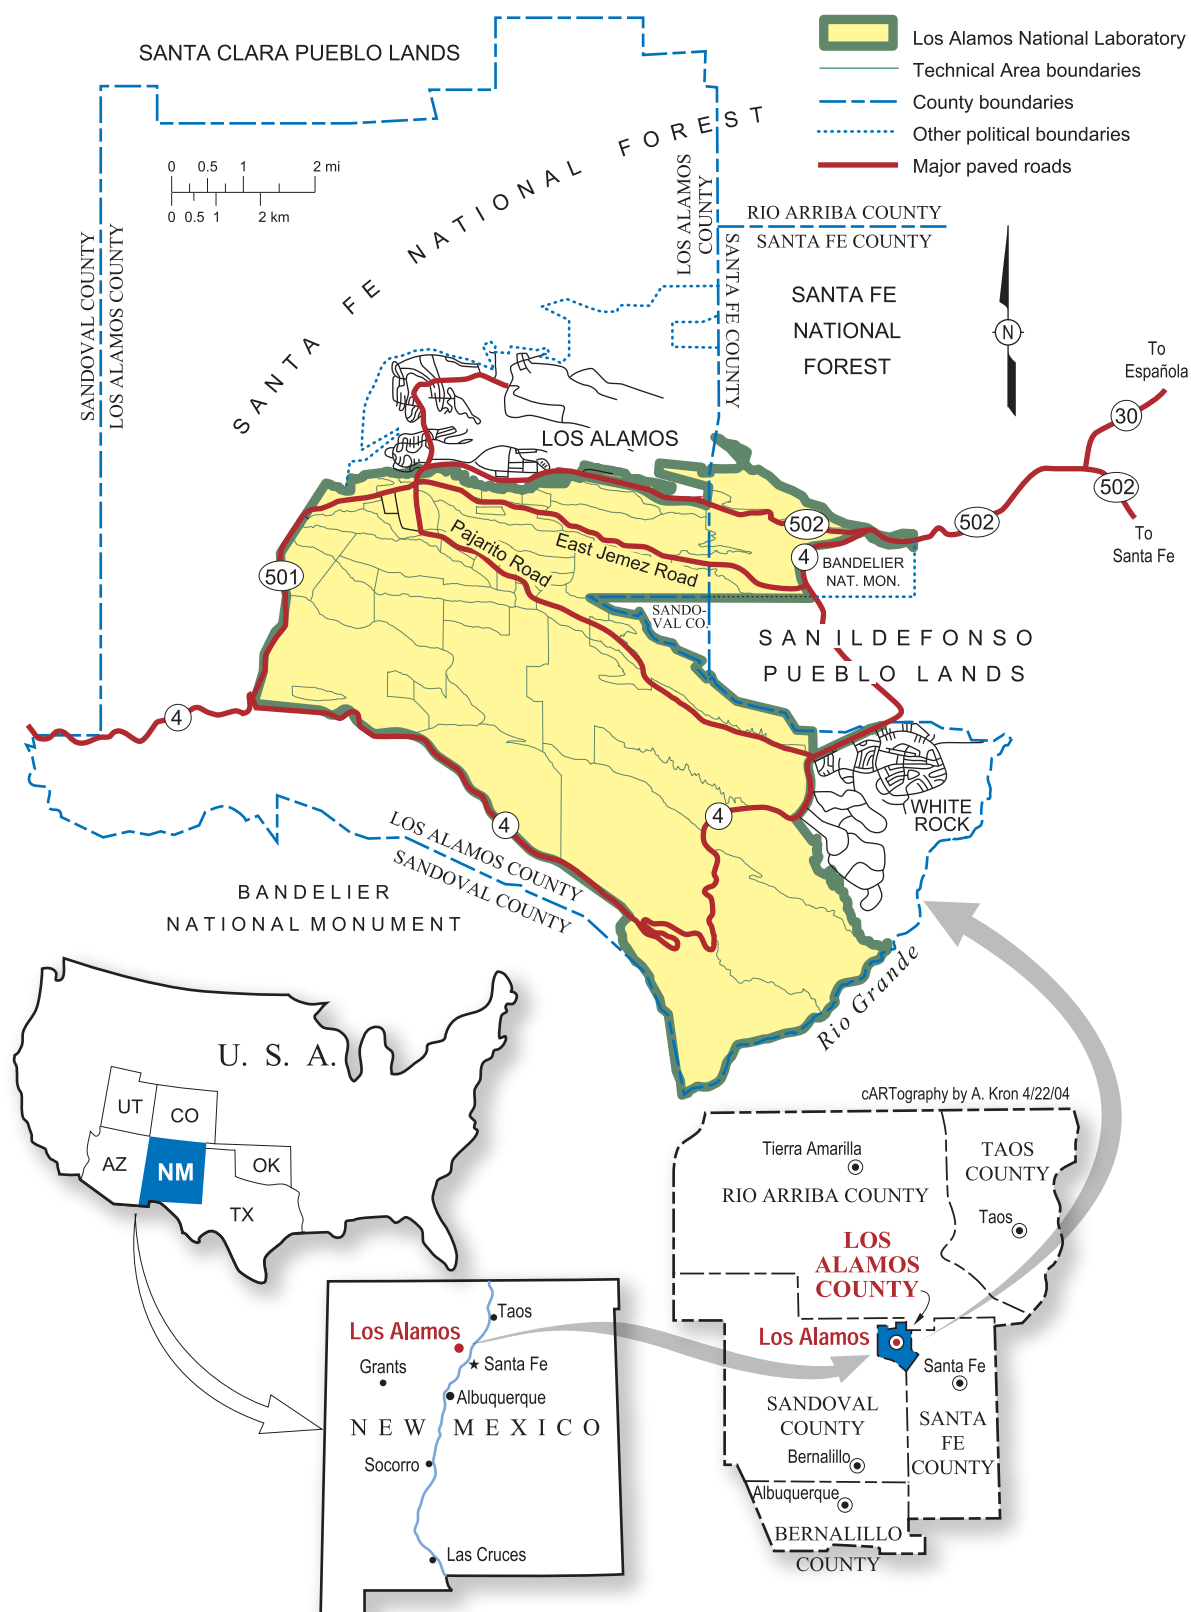 SANTA CLARA PUEBLO LANDS
Los Alamos National Laboratory
Technical Area boundaries
County boundaries
Other political boundaries
Major paved roads
0 0.5 1 2 mi
0 0.5 1 2 km
SANTA FE NATIONAL FOREST
SANDOVAL COUNTY
LOS ALAMOS COUNTY
LOS ALAMOS
COUNTY
SANTA FE COUNTY
RIO ARRIBA COUNTY
SANTA FE COUNTY
SANTA FE
NATIONAL
FOREST
N
To
Española
30
502
To
Santa Fe
502
502
LOS ALAMOS
4
BANDELIER
NAT. MON.
East Jemez Road
Pajarito Road
501
SANDO-
VAL CO.
SAN ILDEFONSO
PUEBLO LANDS
4
4
4
WHITE
ROCK
LOS ALAMOS COUNTY
SANDOVAL COUNTY
BANDELIER
NATIONAL MONUMENT
Rio Grande
U. S. A.
UT
CO
AZ
NM
OK
TX
cARTography by A. Kron 4/22/04
Tierra Amarilla
RIO ARRIBA COUNTY
TAOS
COUNTY
Taos
LOS
ALAMOS
COUNTY
Los Alamos
Santa Fe
SANDOVAL
COUNTY
SANTA
FE
COUNTY
Bernalillo
Albuquerque
BERNALILLO
COUNTY
Taos
Los Alamos
Santa Fe
Grants
Albuquerque
NEW MEXICO
Socorro
Las Cruces